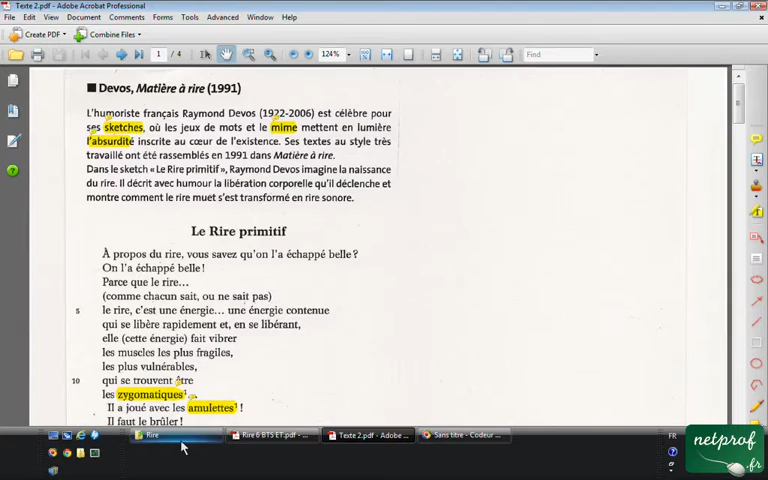 Texte 2.pdf - Adobe Acrobat Professional
File Edit View Document Comments Forms Tools Advanced Window Help
Create PDF Combine Files
1 / 4 124% Find
Devos, Matière à rire (1991)
L'humoriste français Raymond Devos (1922-2006) est célèbre pour
ses sketches, où les jeux de mots et le mime mettent en lumière
l'absurdité inscrite au cœur de l'existence. Ses textes au style très
travaillé ont été rassemblés en 1991 dans Matière à rire.
Dans le sketch « Le Rire primitif », Raymond Devos imagine la naissance
du rire. Il décrit avec humour la libération corporelle qu'il déclenche et
montre comment le rire muet s'est transformé en rire sonore.
Le Rire primitif
À propos du rire, vous savez qu'on l'a échappé belle ?
On l'a échappé belle !
Parce que le rire...
(comme chacun sait, ou ne sait pas)
5 le rire, c'est une énergie... une énergie contenue
qui se libère rapidement et, en se libérant,
elle (cette énergie) fait vibrer
les muscles les plus fragiles,
les plus vulnérables,
10 qui se trouvent être
les zygomatiques¹.
Il a joué avec les amulettes¹ !
Il faut le brûler !
Rire Rire 6 BTS ET.pdf - ... Texte 2.pdf - Adobe ... Sans titre - Codeur ... FR
netprof
.fr